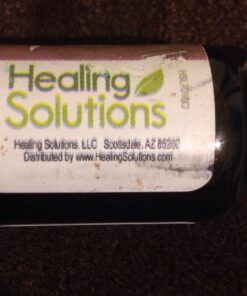 Healing
Solutions
Healing Solutions, LLC Scottsdale, AZ 85260
Distributed by www.HealingSolutions.com